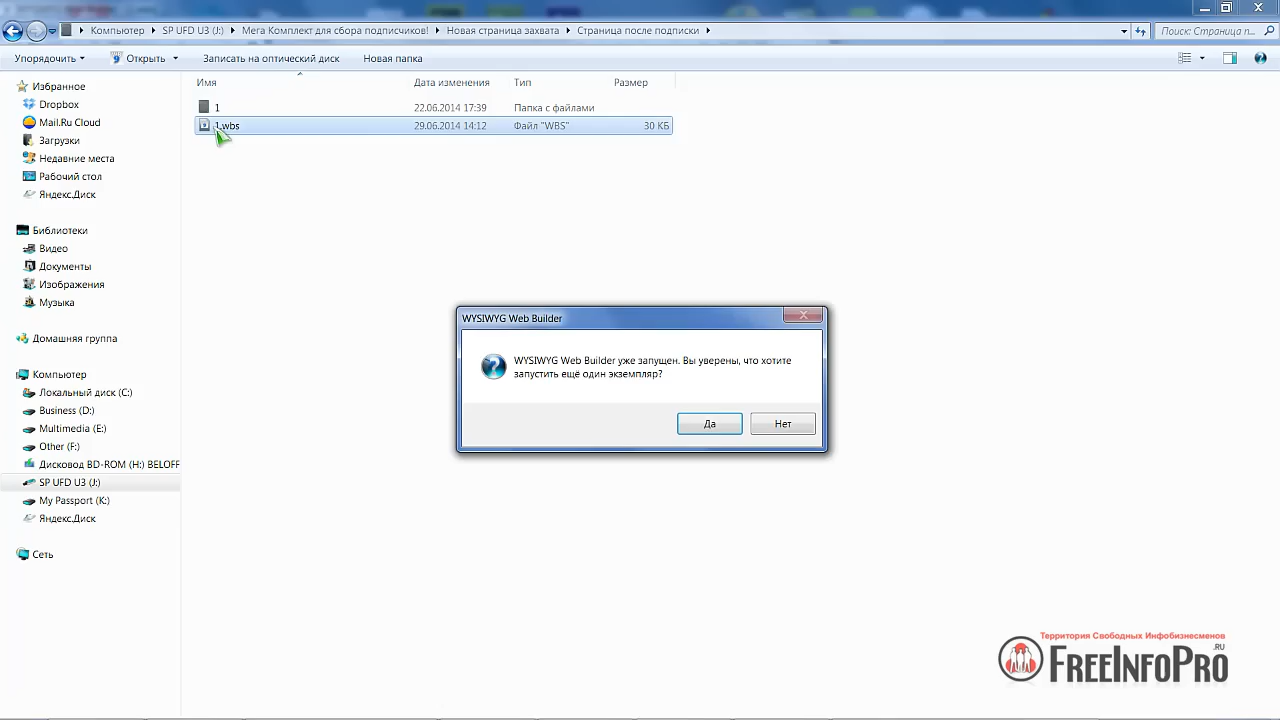 Компьютер
SP UFD U3 (J:)
Мега Комплект для сбора подписчиков!
Новая страница захвата
Страница после подписки
Поиск: Страница п...
Упорядочить
Открыть
Записать на оптический диск
Новая папка
Имя
Дата изменения
Тип
Размер
1
22.06.2014 17:39
Папка с файлами
1.wbs
29.06.2014 14:12
Файл "WBS"
30 КБ
Избранное
Dropbox
Mail.Ru Cloud
Загрузки
Недавние места
Рабочий стол
Яндекс.Диск
Библиотеки
Видео
Документы
Изображения
Музыка
Домашняя группа
Компьютер
Локальный диск (C:)
Business (D:)
Multimedia (E:)
Other (F:)
Дисковод BD-ROM (H:) BELOFF
SP UFD U3 (J:)
My Passport (K:)
Яндекс.Диск
Сеть
WYSIWYG Web Builder
WYSIWYG Web Builder уже запущен. Вы уверены, что хотите
запустить ещё один экземпляр?
Да
Нет
Территория Свободных Инфобизнесменов
.RU
FREEINFOPRO